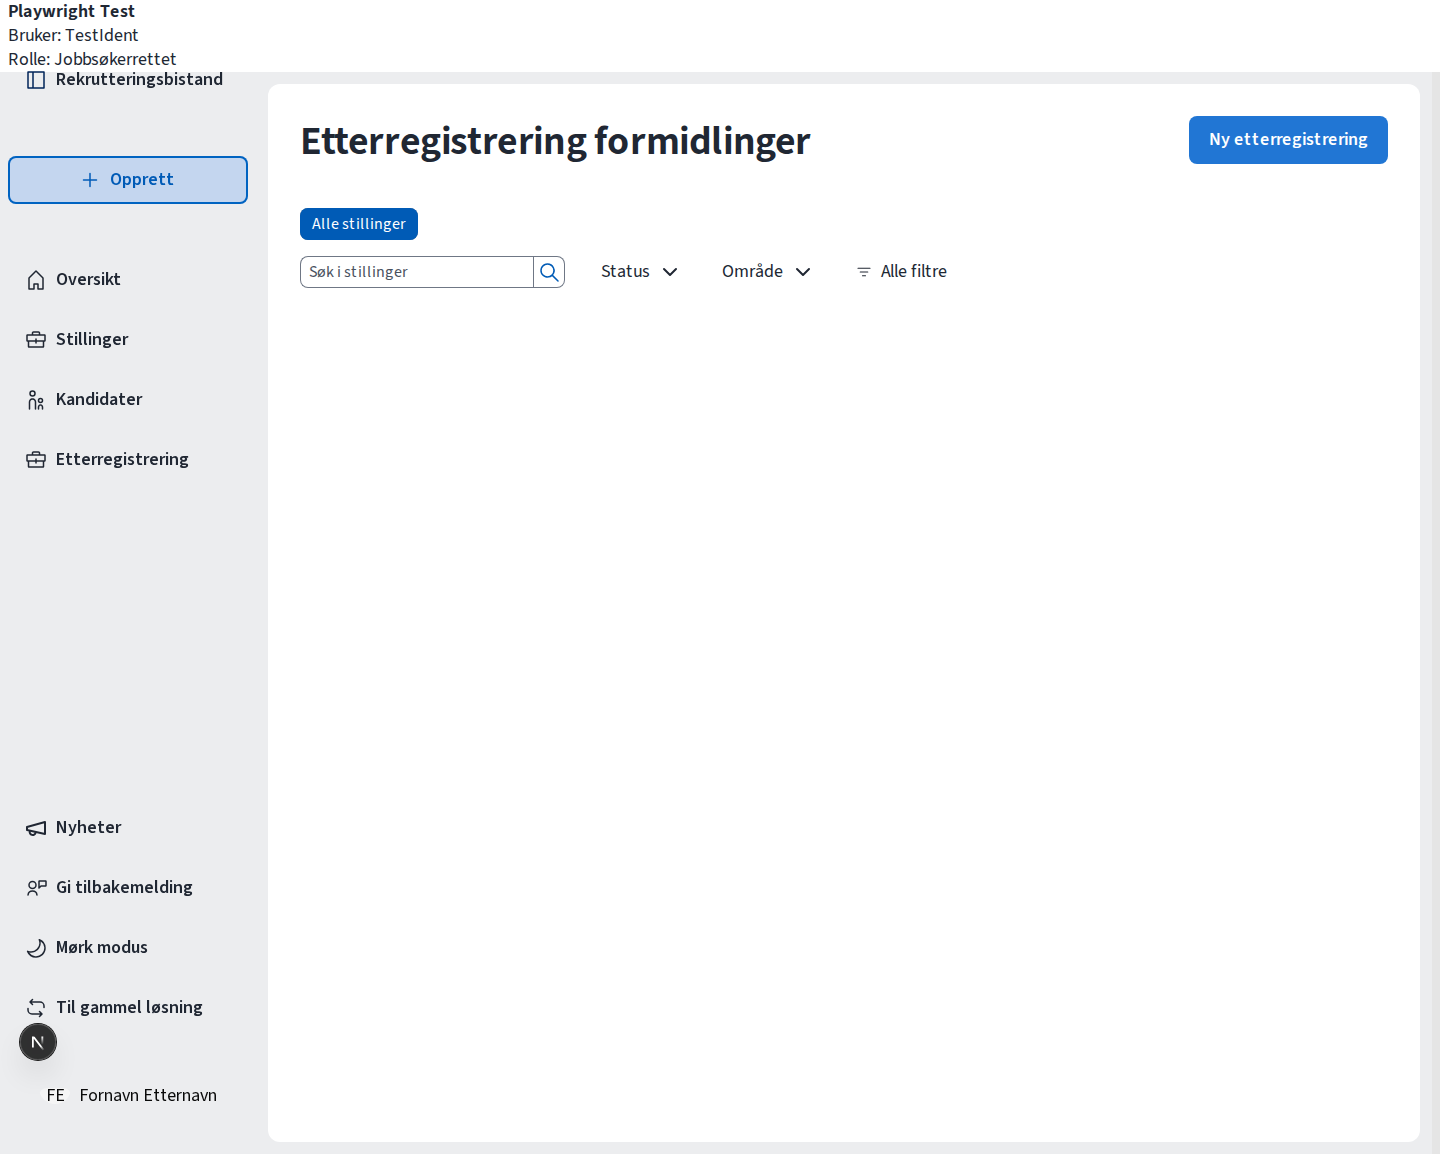 Playwright Test
Bruker: TestIdent
Rolle: Jobbsøkerrettet
Rekrutteringsbistand
Opprett
Oversikt
Stillinger
Kandidater
Etterregistrering
Nyheter
Gi tilbakemelding
Mørk modus
Til gammel løsning
N
FE Fornavn Etternavn
Etterregistrering formidlinger
Ny etterregistrering
Alle stillinger
Søk i stillinger
Status
Område
Alle filtre